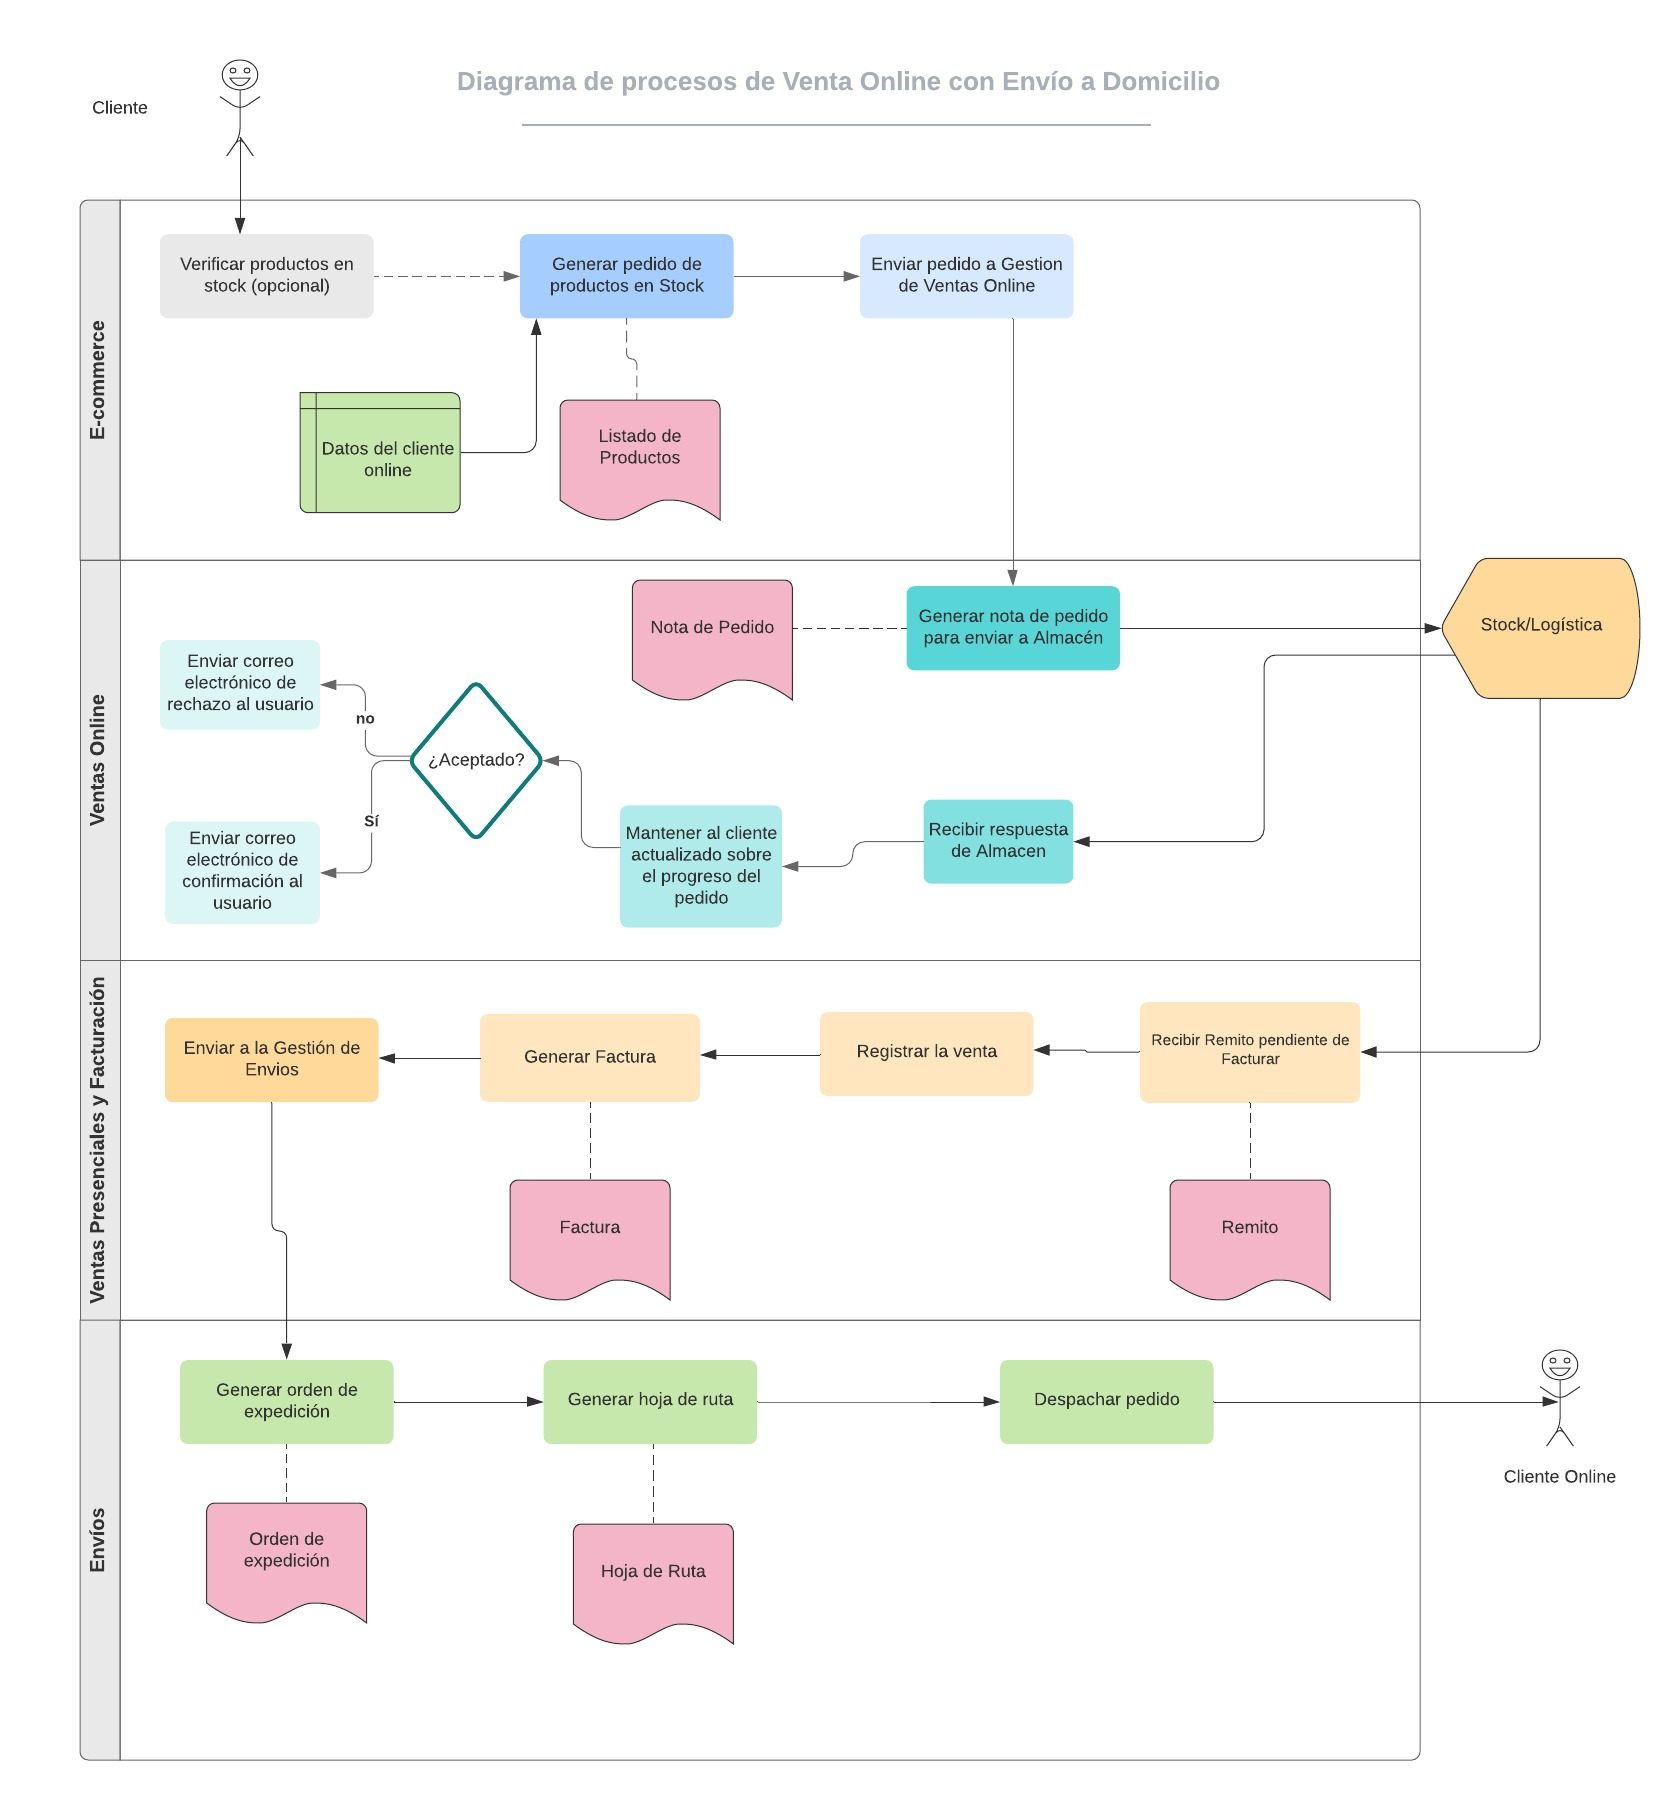 Diagrama de procesos de Venta Online con Envío a Domicilio
Cliente
E-commerce
Verificar productos en
stock (opcional)
Generar pedido de
productos en Stock
Enviar pedido a Gestion
de Ventas Online
Datos del cliente
online
Listado de
Productos
Ventas Online
Nota de Pedido
Generar nota de pedido
para enviar a Almacén
Stock/Logística
Enviar correo
electrónico de
rechazo al usuario
no
¿Aceptado?
Sí
Enviar correo
electrónico de
confirmación al
usuario
Mantener al cliente
actualizado sobre
el progreso del
pedido
Recibir respuesta
de Almacen
Ventas Presenciales y Facturación
Enviar a la Gestión de
Envios
Generar Factura
Registrar la venta
Recibir Remito pendiente de
Facturar
Factura
Remito
Envíos
Generar orden de
expedición
Generar hoja de ruta
Despachar pedido
Cliente Online
Orden de
expedición
Hoja de Ruta